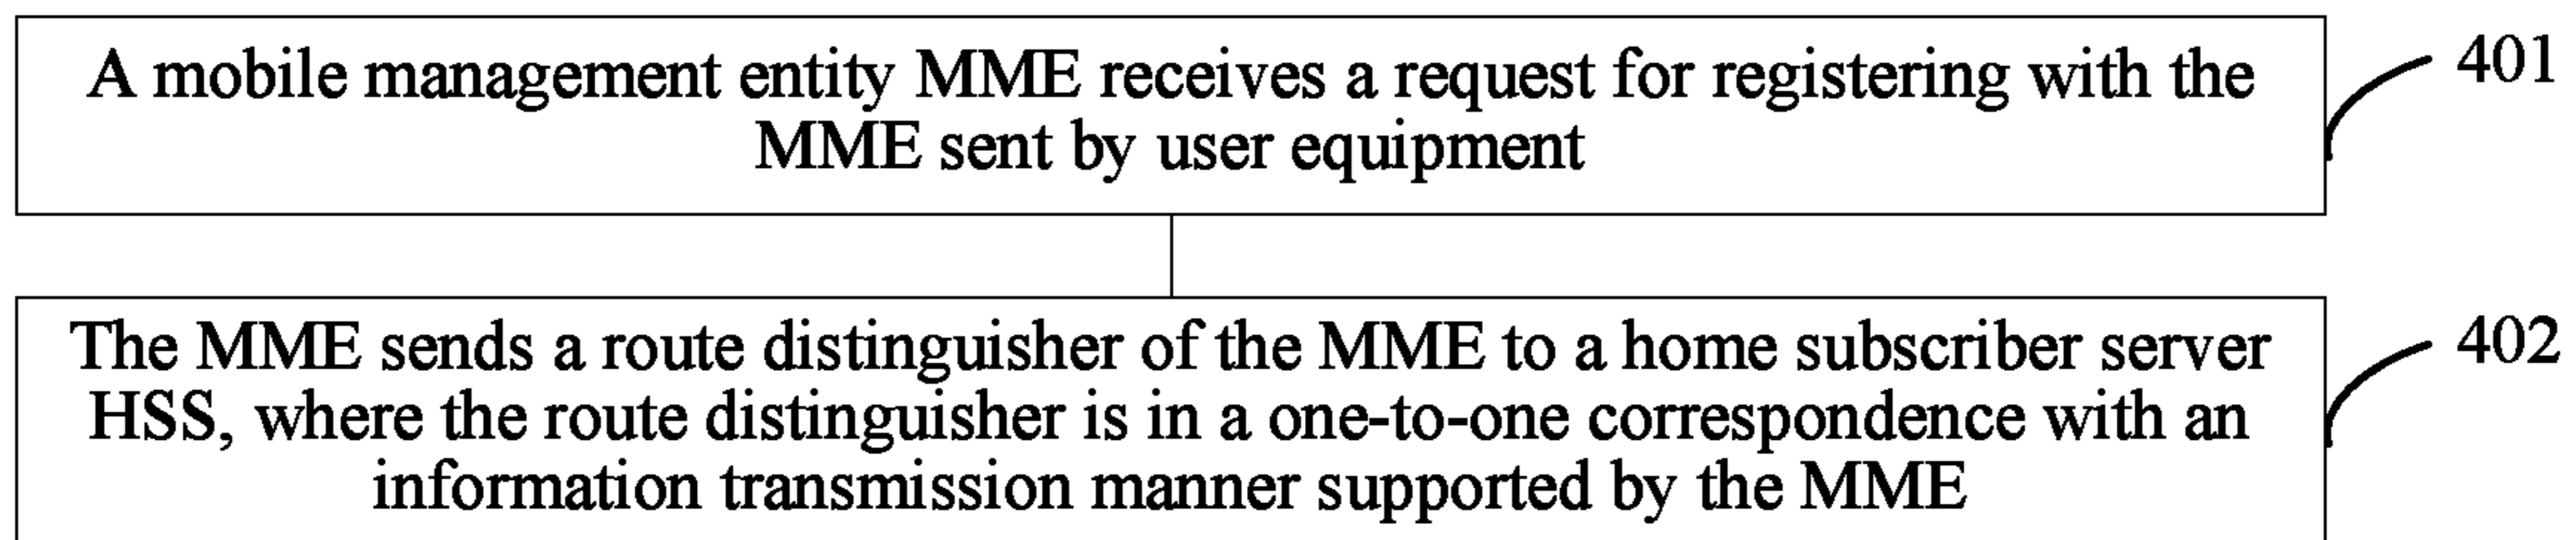 A mobile management entity MME receives a request for registering with the
MME sent by user equipment
401
The MME sends a route distinguisher of the MME to a home subscriber server
HSS, where the route distinguisher is in a one-to-one correspondence with an
information transmission manner supported by the MME
402